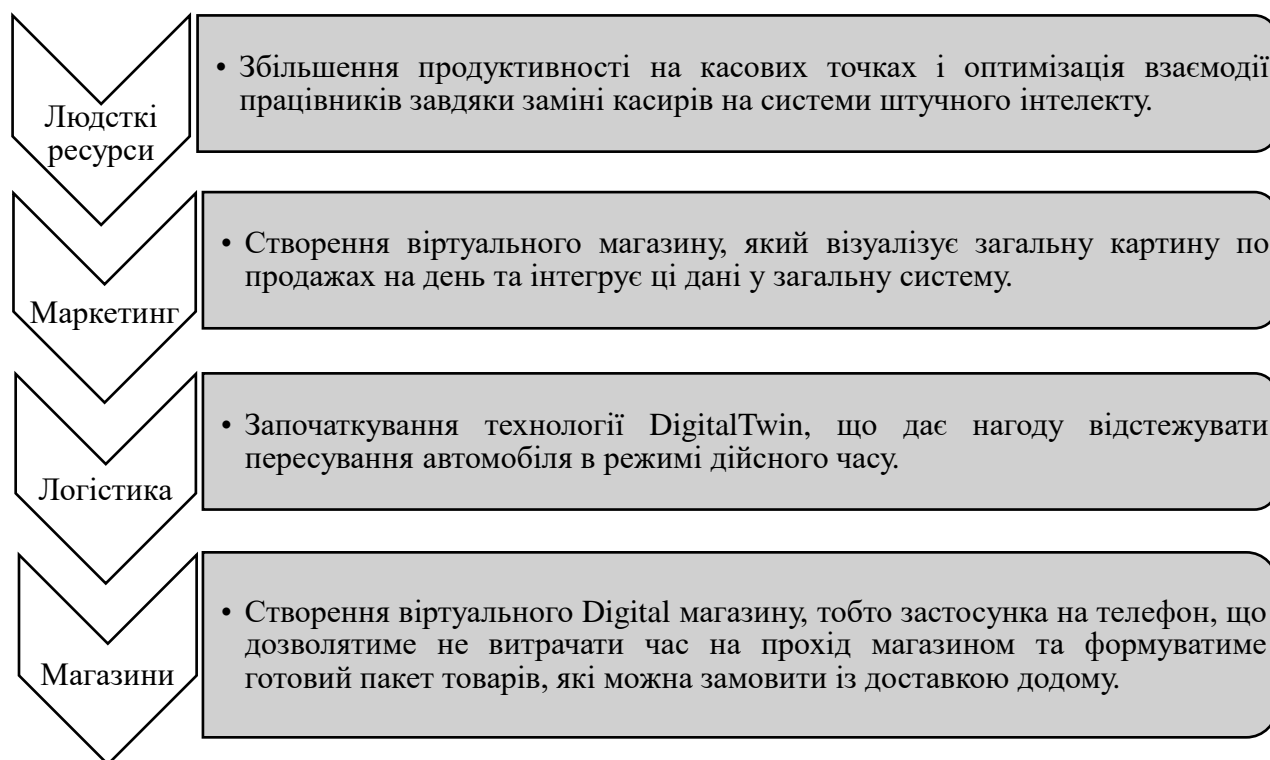 Людсткі
ресурси
• Збільшення продуктивності на касових точках і оптимізація взаємодії
працівників завдяки заміні касирів на системи штучного інтелекту.
Маркетинг
• Створення віртуального магазину, який візуалізує загальну картину по
продажах на день та інтегрує ці дані у загальну систему.
Логістика
• Започаткування технології DigitalTwin, що дає нагоду відстежувати
пересування автомобіля в режимі дійсного часу.
Магазини
• Створення віртуального Digital магазину, тобто застосунка на телефон, що
дозволятиме не витрачати час на прохід магазином та формуватиме
готовий пакет товарів, які можна замовити із доставкою додому.